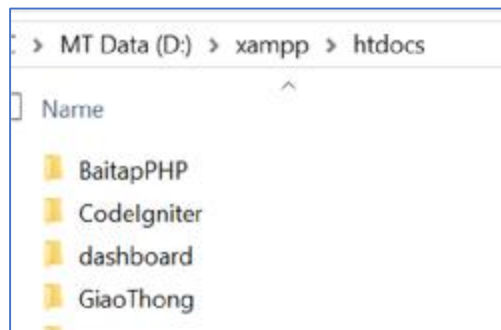 > MT Data (D:) > xampp > htdocs
Name
BaitapPHP
CodeIgniter
dashboard
GiaoThong